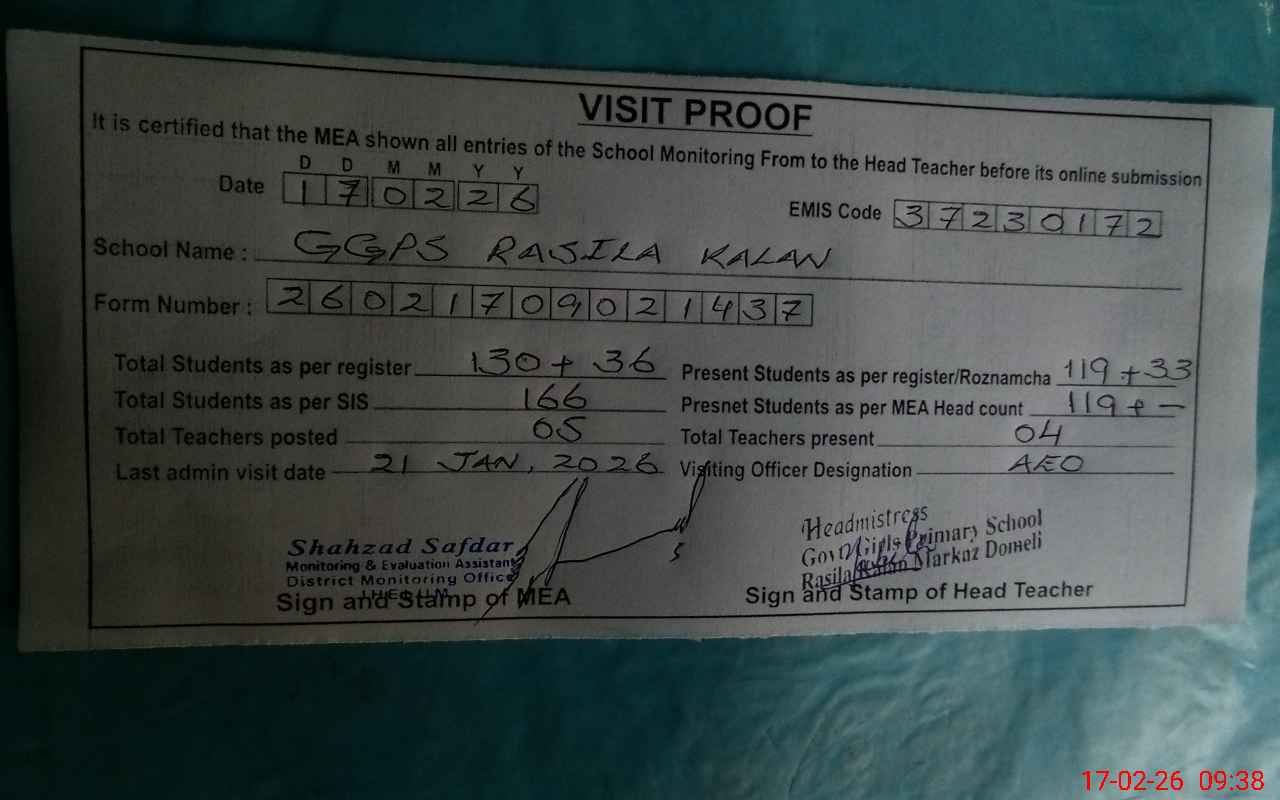 VISIT PROOF
It is certified that the MEA shown all entries of the School Monitoring From to the Head Teacher before its online submission
D D M M Y Y
Date 1 7 0 2 2 6
EMIS Code 3 7 2 3 0 1 7 2
School Name : GGPS RASILA KALAN
Form Number : 2 6 0 2 1 7 0 9 0 2 1 4 3 7
Total Students as per register 130 + 36 Present Students as per register/Roznamcha 119 + 33
Total Students as per SIS 166 Presnet Students as per MEA Head count 119 + -
Total Teachers posted 05 Total Teachers present 04
Last admin visit date 21 JAN, 2026 Visiting Officer Designation AEO
Shahzad Safdar
Monitoring & Evaluation Assistant
District Monitoring Office
Sign and Stamp of MEA
Headmistress
Govt Girls Primary School
Rasila Kalan Markaz Domeli
Sign and Stamp of Head Teacher
17-02-26 09:38